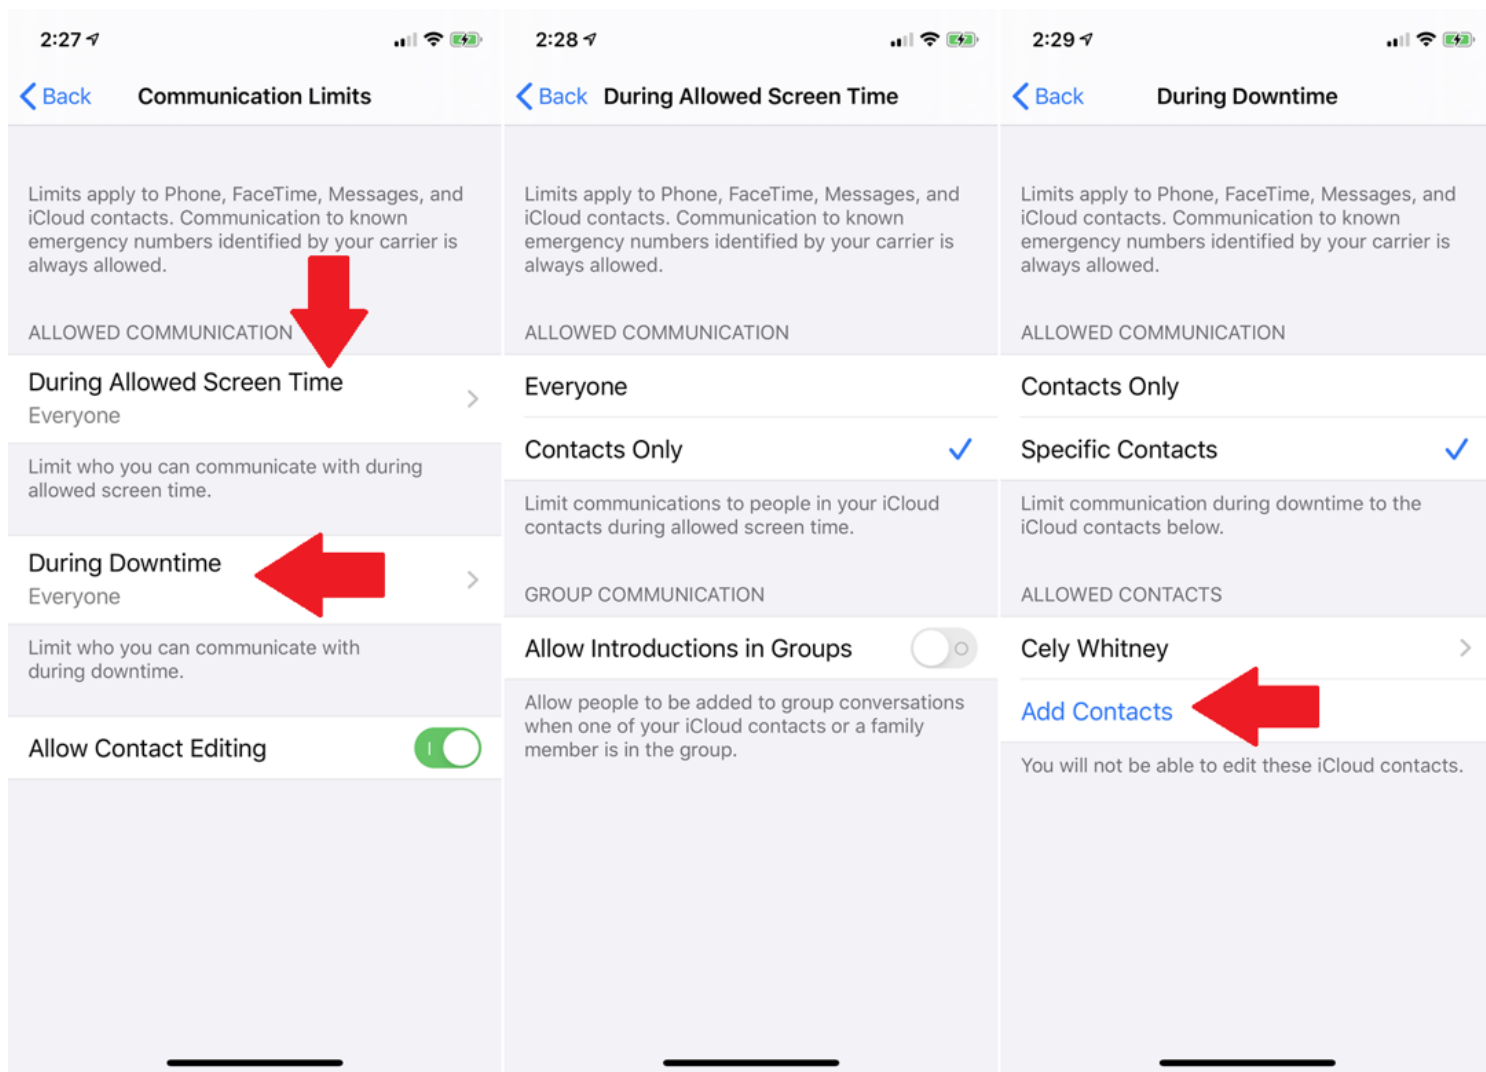 2:27
Back
Communication Limits
Limits apply to Phone, FaceTime, Messages, and
iCloud contacts. Communication to known
emergency numbers identified by your carrier is
always allowed.
ALLOWED COMMUNICATION
During Allowed Screen Time
Everyone
Limit who you can communicate with during
allowed screen time.
During Downtime
Everyone
Limit who you can communicate with
during downtime.
Allow Contact Editing
2:28
Back
During Allowed Screen Time
Limits apply to Phone, FaceTime, Messages, and
iCloud contacts. Communication to known
emergency numbers identified by your carrier is
always allowed.
ALLOWED COMMUNICATION
Everyone
Contacts Only
Limit communications to people in your iCloud
contacts during allowed screen time.
GROUP COMMUNICATION
Allow Introductions in Groups
Allow people to be added to group conversations
when one of your iCloud contacts or a family
member is in the group.
2:29
Back
During Downtime
Limits apply to Phone, FaceTime, Messages, and
iCloud contacts. Communication to known
emergency numbers identified by your carrier is
always allowed.
ALLOWED COMMUNICATION
Contacts Only
Specific Contacts
Limit communication during downtime to the
iCloud contacts below.
ALLOWED CONTACTS
Cely Whitney
Add Contacts
You will not be able to edit these iCloud contacts.